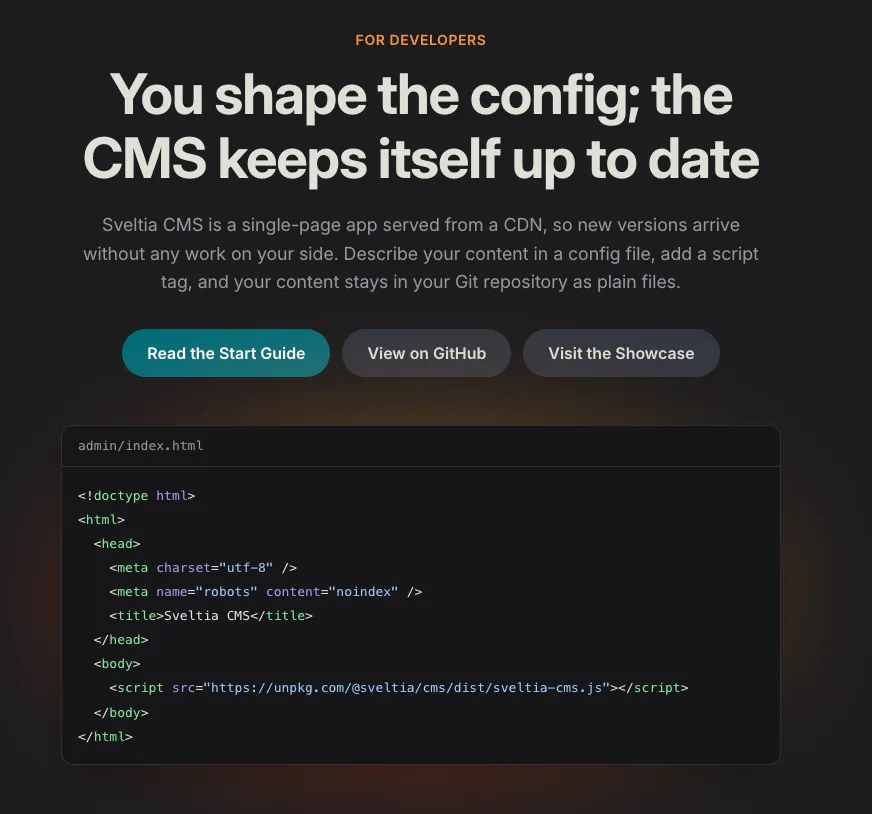 FOR DEVELOPERS
You shape the config; the
CMS keeps itself up to date
Sveltia CMS is a single-page app served from a CDN, so new versions arrive
without any work on your side. Describe your content in a config file, add a script
tag, and your content stays in your Git repository as plain files.
Read the Start Guide
View on GitHub
Visit the Showcase
admin/index.html
<!doctype html>
<html>
  <head>
    <meta charset="utf-8" />
    <meta name="robots" content="noindex" />
    <title>Sveltia CMS</title>
  </head>
  <body>
    <script src="https://unpkg.com/@sveltia/cms/dist/sveltia-cms.js"></script>
  </body>
</html>